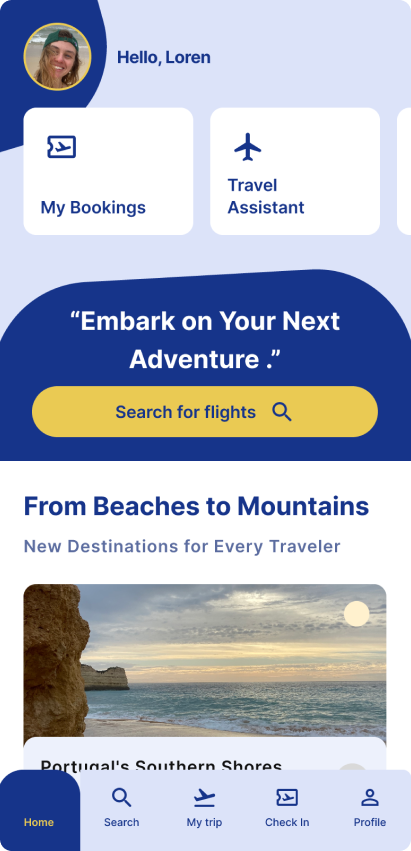 Hello, Loren
My Bookings
Travel
Assistant
“Embark on Your Next
Adventure .”
Search for flights
From Beaches to Mountains
New Destinations for Every Traveler
Portugal's Southern Shores
Home
Search
My trip
Check In
Profile